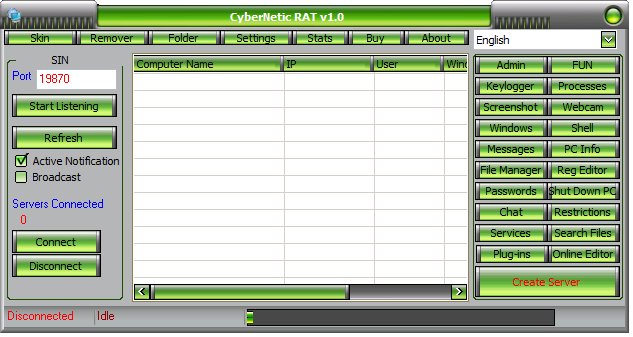 CyberNetic RAT v1.0
Skin Remover Folder Settings Stats Buy About English
SIN
Port 19870
Start Listening
Refresh
Active Notification
Broadcast
Servers Connected
0
Connect
Disconnect
Computer Name IP User Wind
Admin FUN
Keylogger Processes
Screenshot Webcam
Windows Shell
Messages PC Info
File Manager Reg Editor
Passwords Shut Down PC
Chat Restrictions
Services Search Files
Plug-ins Online Editor
Create Server
Disconnected Idle